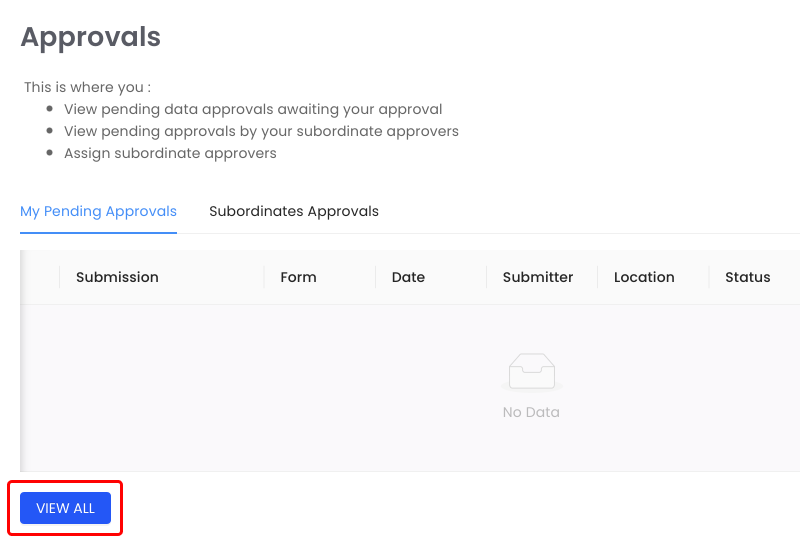 Approvals
This is where you :
View pending data approvals awaiting your approval
View pending approvals by your subordinate approvers
Assign subordinate approvers
My Pending Approvals Subordinates Approvals
Submission Form Date Submitter Location Status
No Data
VIEW ALL